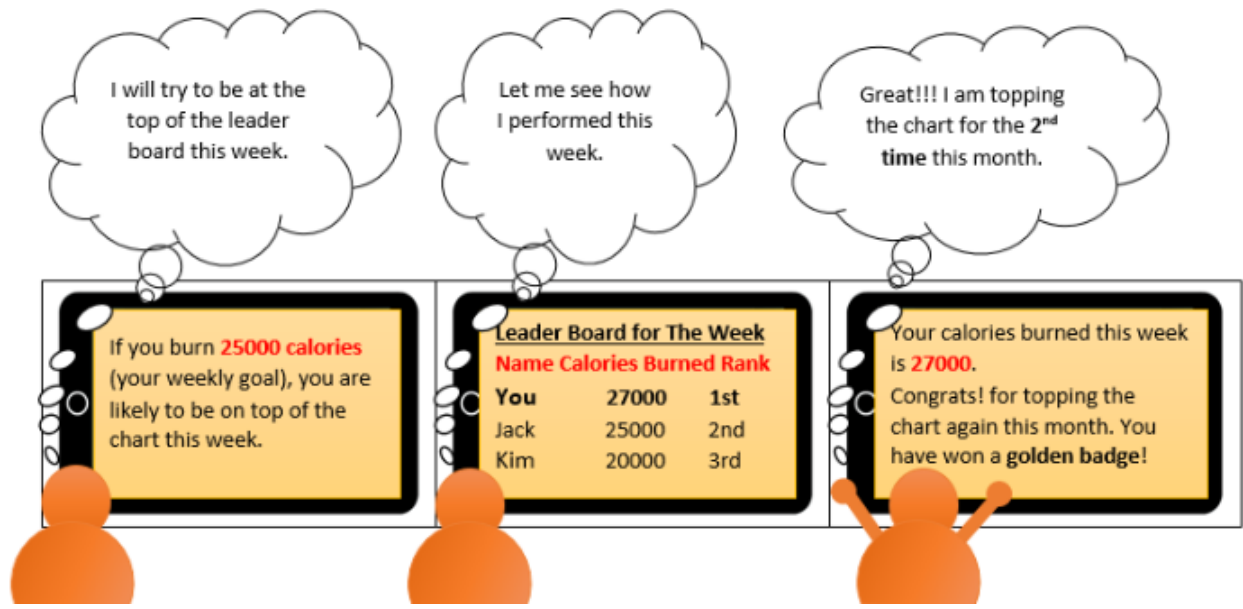 I will try to be at the
top of the leader
board this week.
Let me see how
I performed this
week.
Great!!! I am topping
the chart for the 2nd
time this month.
If you burn 25000 calories
(your weekly goal), you are
likely to be on top of the
chart this week.
Leader Board for The Week
Name Calories Burned Rank
You 27000 1st
Jack 25000 2nd
Kim 20000 3rd
Your calories burned this week
is 27000.
Congrats! for topping the
chart again this month. You
have won a golden badge!